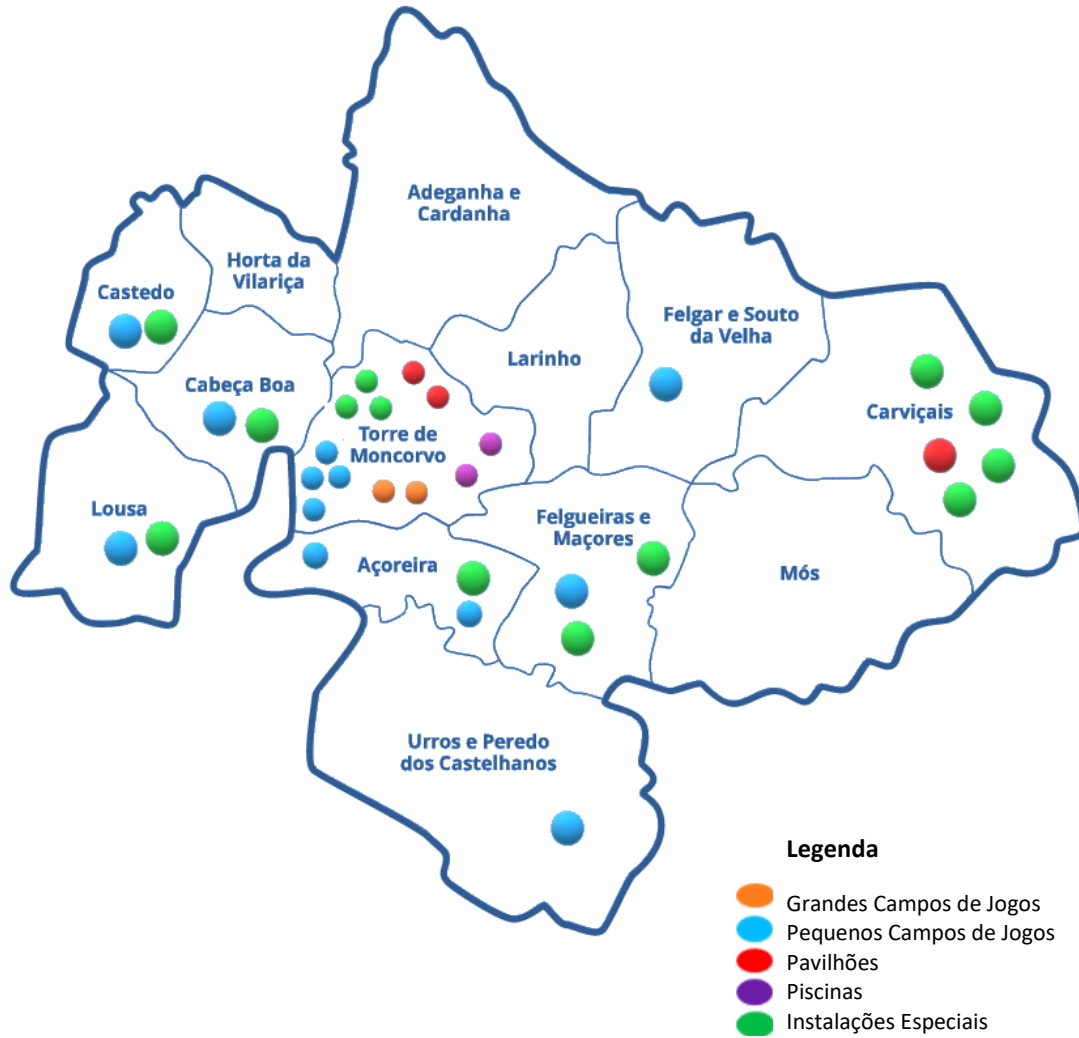 Adeganha e
Cardanha
Horta da
Vilariça
Castedo
Felgar e Souto
da Velha
Larinho
Cabeça Boa
Carviçais
Torre de
Moncorvo
Lousa
Felgueiras e
Maçores
Açoreira
Mós
Urros e Peredo
dos Castelhanos
Legenda
Grandes Campos de Jogos
Pequenos Campos de Jogos
Pavilhões
Piscinas
Instalações Especiais